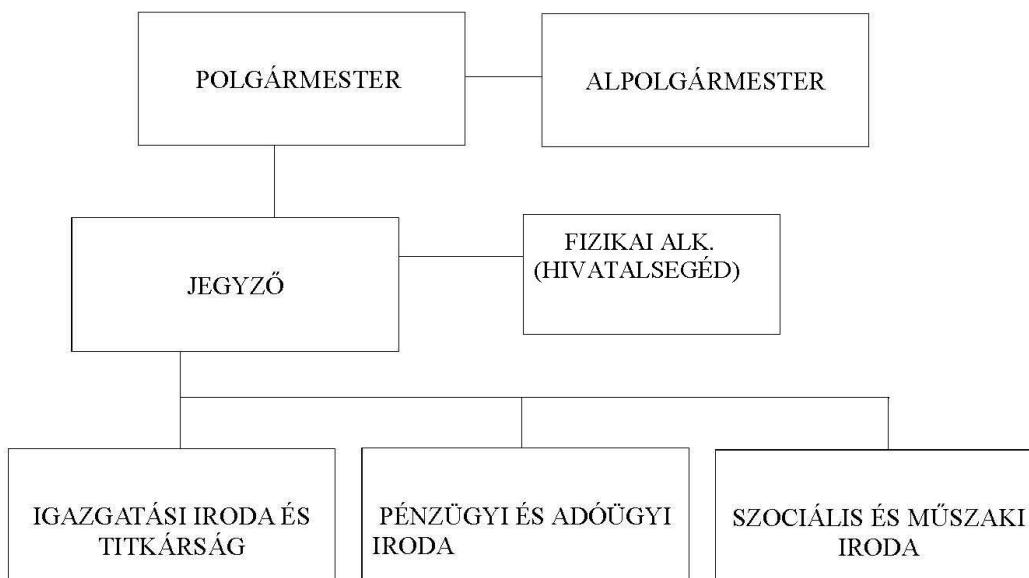 POLGÁRMESTER
ALPOLGÁRMESTER
JEGYZŐ
FIZIKAI ALK.
(HIVATALSEGÉD)
IGAZGATÁSI IRODA ÉS
TITKÁRSÁG
PÉNZÜGYI ÉS ADÓÜGYI
IRODA
SZOCIÁLIS ÉS MŰSZAKI
IRODA